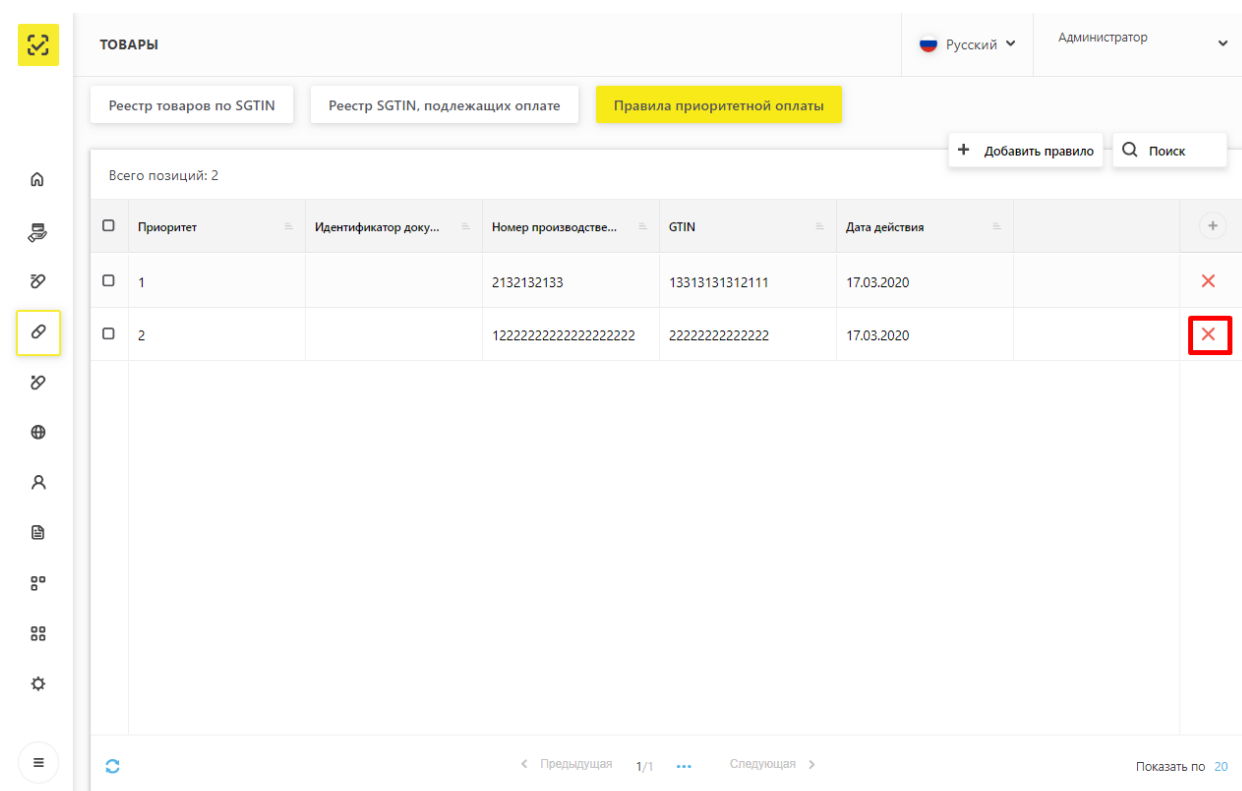 ТОВАРЫ
Русский
Администратор
Реестр товаров по SGTIN
Реестр SGTIN, подлежащих оплате
Правила приоритетной оплаты
+ Добавить правило
Поиск
Всего позиций: 2
Приоритет Идентификатор доку... Номер производстве... GTIN Дата действия
1 2132132133 13313131312111 17.03.2020
2 12222222222222222222 22222222222222 17.03.2020
Предыдущая 1/1 ••• Следующая
Показать по 20